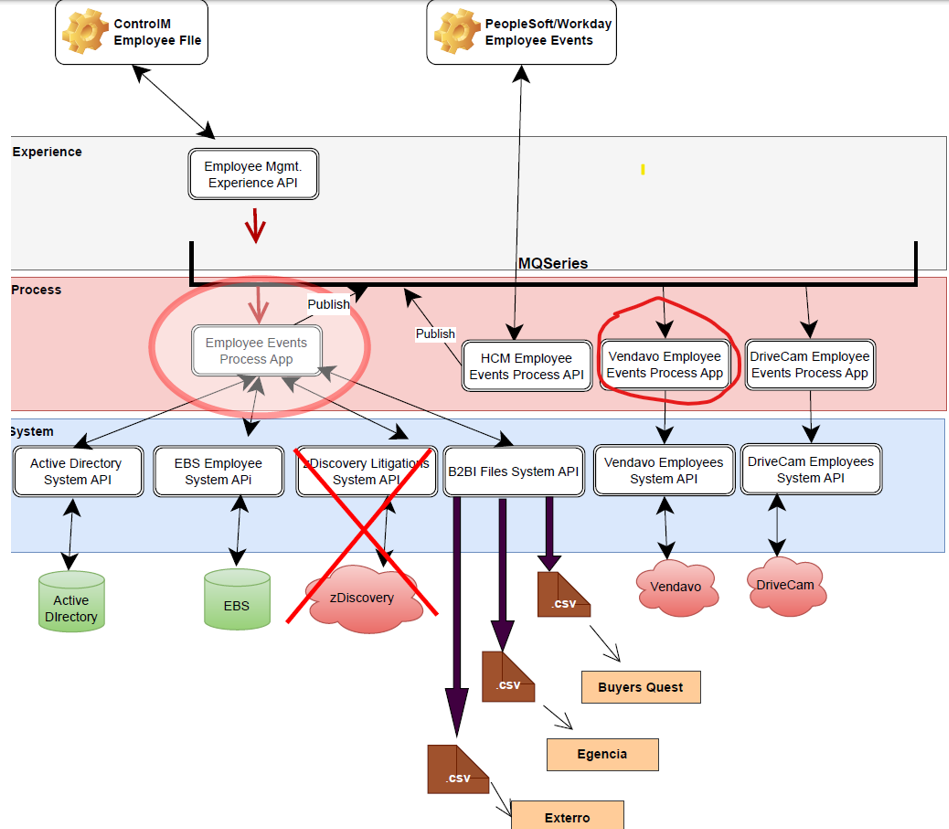 ControlM
Employee File
PeopleSoft/Workday
Employee Events
Experience
Employee Mgmt.
Experience API
MQSeries
Process
Publish
Publish
Employee Events
Process App
HCM Employee
Events Process API
Vendavo Employee
Events Process App
DriveCam Employee
Events Process App
System
Active Directory
System API
EBS Employee
System APi
zDiscovery Litigations
System API
B2BI Files System API
Vendavo Employees
System API
DriveCam Employees
System API
Active
Directory
EBS
zDiscovery
.csv
Vendavo
DriveCam
.csv
Buyers Quest
.csv
Egencia
Exterro